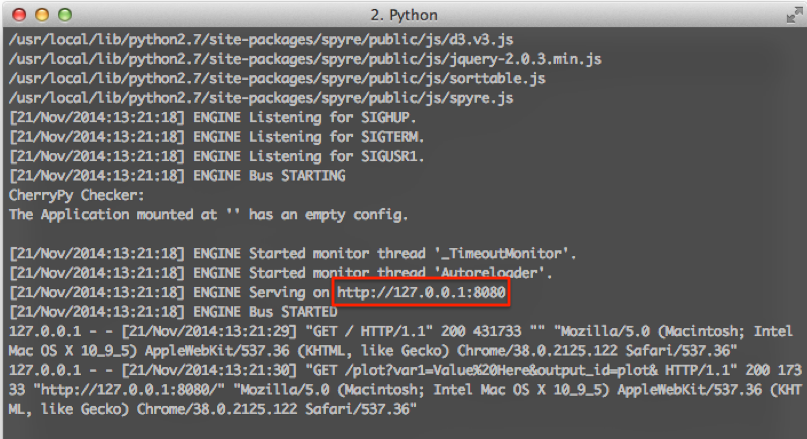 2. Python
/usr/local/lib/python2.7/site-packages/spyre/public/js/d3.v3.js
/usr/local/lib/python2.7/site-packages/spyre/public/js/jquery-2.0.3.min.js
/usr/local/lib/python2.7/site-packages/spyre/public/js/sorttable.js
/usr/local/lib/python2.7/site-packages/spyre/public/js/spyre.js
[21/Nov/2014:13:21:18] ENGINE Listening for SIGHUP.
[21/Nov/2014:13:21:18] ENGINE Listening for SIGTERM.
[21/Nov/2014:13:21:18] ENGINE Listening for SIGUSR1.
[21/Nov/2014:13:21:18] ENGINE Bus STARTING
CherryPy Checker:
The Application mounted at '' has an empty config.
[21/Nov/2014:13:21:18] ENGINE Started monitor thread '_TimeoutMonitor'.
[21/Nov/2014:13:21:18] ENGINE Started monitor thread 'Autoreloader'.
[21/Nov/2014:13:21:18] ENGINE Serving on http://127.0.0.1:8080
[21/Nov/2014:13:21:18] ENGINE Bus STARTED
127.0.0.1 - - [21/Nov/2014:13:21:29] "GET / HTTP/1.1" 200 431733 "" "Mozilla/5.0 (Macintosh; Intel
Mac OS X 10_9_5) AppleWebKit/537.36 (KHTML, like Gecko) Chrome/38.0.2125.122 Safari/537.36"
127.0.0.1 - - [21/Nov/2014:13:21:30] "GET /plot?var1=Value%20Here&output_id=plot& HTTP/1.1" 200 173
33 "http://127.0.0.1:8080/" "Mozilla/5.0 (Macintosh; Intel Mac OS X 10_9_5) AppleWebKit/537.36 (KHT
ML, like Gecko) Chrome/38.0.2125.122 Safari/537.36"